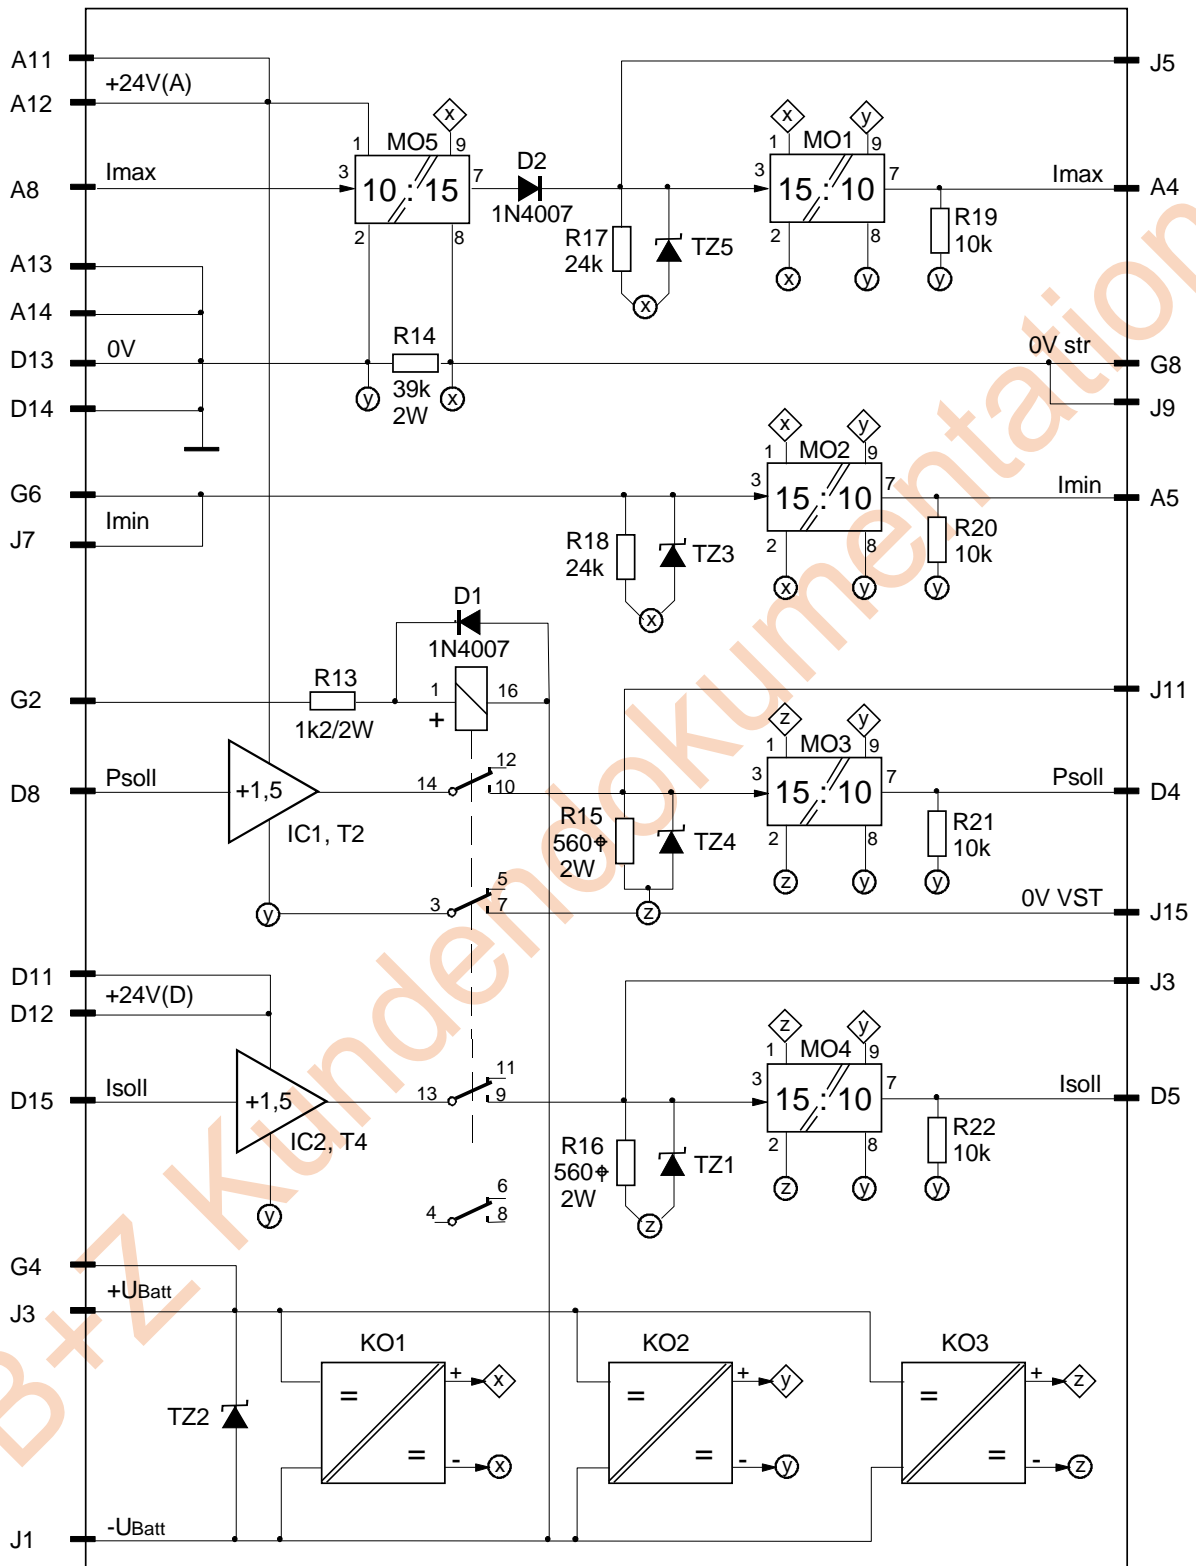 A11
J5
+24V(A)
A12
x
x
y
1
MO5
9
1
MO1
9
3
7
D2
3
7
A8
Imax
10 : 15
15 : 10
Imax
A4
1N4007
2
8
R17
24k
TZ5
2
8
R19
10k
A13
x
y
y
x
A14
R14
D13
0V
0V str
G8
39k
2W
y
x
D14
J9
x
y
1
MO2
9
3
7
G6
15 : 10
Imin
A5
Imin
J7
R18
24k
TZ3
2
8
R20
10k
x
y
y
D1
x
1N4007
R13
1
16
J11
G2
+
1k2/2W
z
y
1
MO3
9
12
3
7
D8
Psoll
+1,5
14
10
15 : 10
Psoll
D4
R15
560⌽
2W
TZ4
IC1, T2
2
8
R21
10k
5
z
y
y
y
3
7
z
0V VST
J15
D11
J3
+24V(D)
D12
z
y
1
MO4
9
11
3
7
D15
Isoll
+1,5
13
9
15 : 10
Isoll
D5
IC2, T4
R16
560⌽
2W
TZ1
2
8
R22
10k
6
z
y
y
y
4
8
z
G4
+UBatt
J3
KO1
KO2
KO3
+
x
+
y
+
z
=
=
=
TZ2
=
=
=
-
x
-
y
-
z
-UBatt
J1
B+Z Kundendokumentation